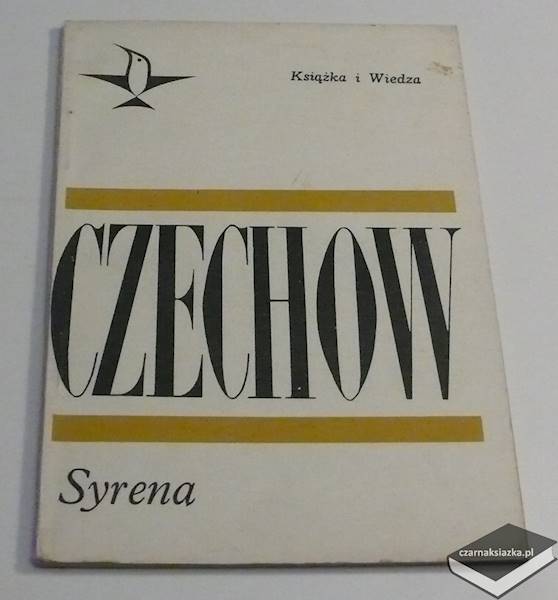 Książka i Wiedza
CZECHOW
Syrena
czarnaksiazka.pl